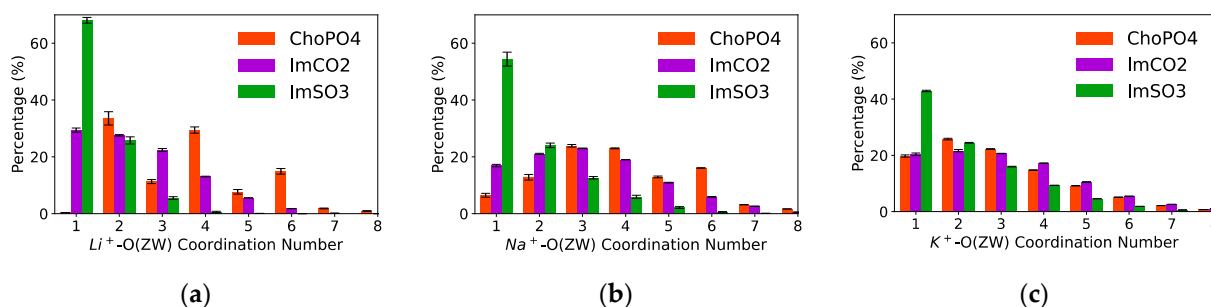 60
40
20
0
Percentage (%)
ChoPO4
ImCO2
ImSO3
1 2 3 4 5 6 7 8
Li⁺-O(ZW) Coordination Number
(a)
60
40
20
0
Percentage (%)
ChoPO4
ImCO2
ImSO3
1 2 3 4 5 6 7 8
Na⁺-O(ZW) Coordination Number
(b)
60
40
20
0
Percentage (%)
ChoPO4
ImCO2
ImSO3
1 2 3 4 5 6 7
K⁺-O(ZW) Coordination Number
(c)